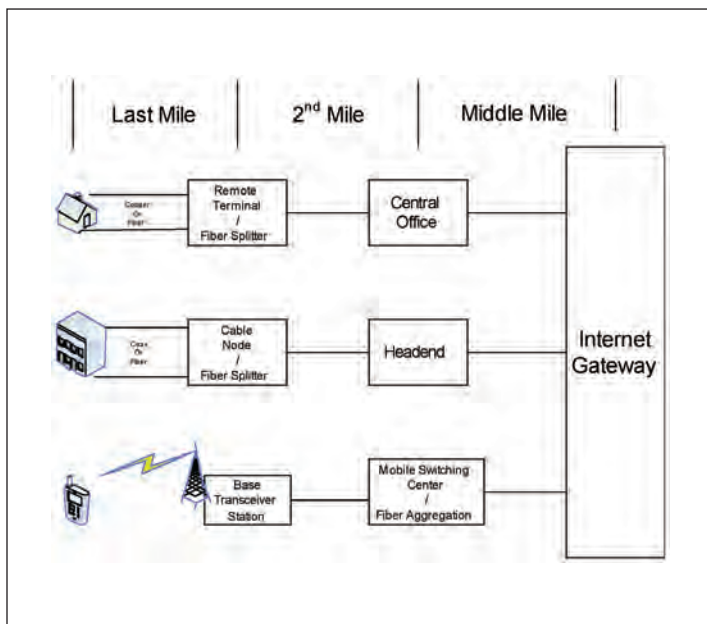 Last Mile
2nd Mile
Middle Mile
Copper
Or
Fiber
Remote
Terminal
/
Fiber Splitter
Central
Office
Coax
Or
Fiber
Cable
Node
/
Fiber Splitter
Headend
Internet
Gateway
Base
Transceiver
Station
Mobile Switching
Center
/
Fiber Aggregation